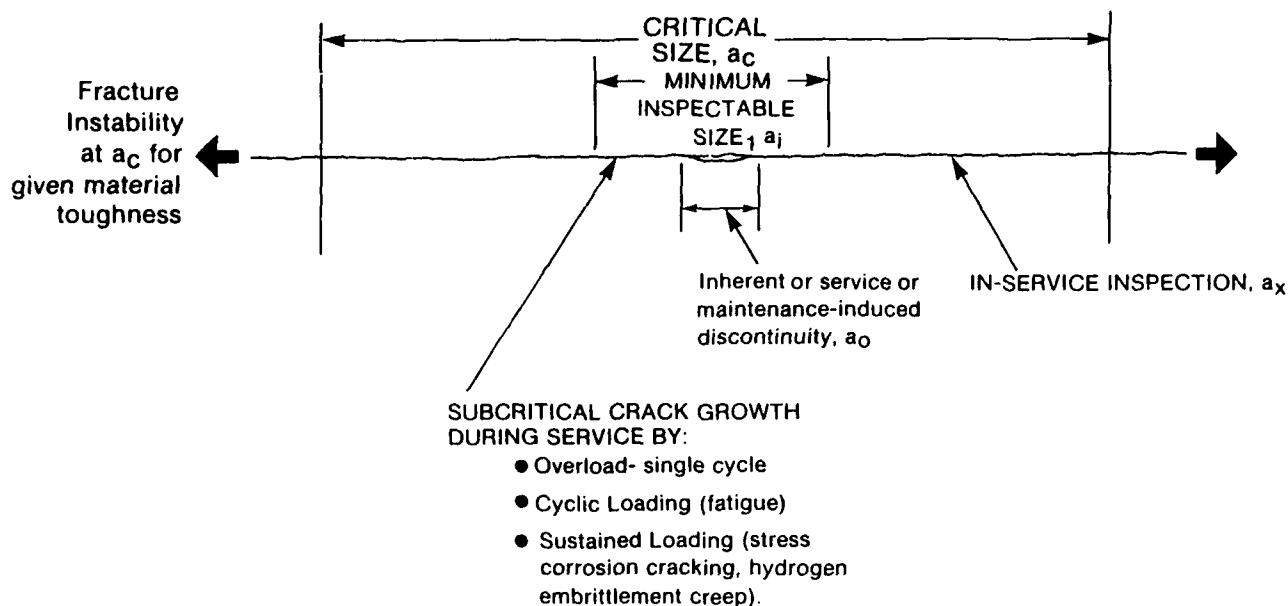 CRITICAL
SIZE, aC
MINIMUM
INSPECTABLE
SIZE1 ai
Fracture
Instability
at aC for
given material
toughness
Inherent or service or
maintenance-induced
discontinuity, aO
IN-SERVICE INSPECTION, ax
SUBCRITICAL CRACK GROWTH
DURING SERVICE BY:
● Overload- single cycle
● Cyclic Loading (fatigue)
● Sustained Loading (stress
corrosion cracking, hydrogen
embrittlement creep).